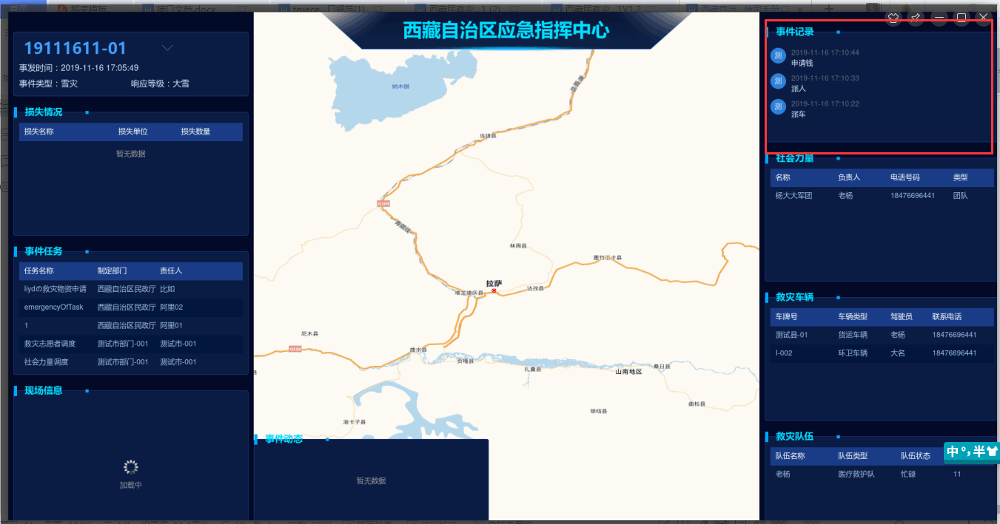 西藏自治区应急指挥中心
19111611-01
事发时间：2019-11-16 17:05:49
事件类型：雪灾 响应等级：大雪
损失情况
损失名称 损失单位 损失数量
暂无数据
事件任务
任务名称 制定部门 责任人
liydの救灾物资申请 西藏自治区民政厅 比如
emergencyOfTask 西藏自治区民政厅 阿里02
1 西藏自治区民政厅 阿里01
救灾志愿者调度 测试市部门-001 测试市-001
社会力量调度 测试市部门-001 测试市-001
现场信息
加载中
纳木错
青藏线
当雄县
G109
青藏线
林周县
墨竹工卡县
拉萨
堆龙德庆县
达孜县
尼木县
G318
曲水县
贡嘎县
扎囊县
山南地区
桑日县
曲松县
琼结县
浪卡子县
事件动态
暂无数据
事件记录
测 2019-11-16 17:10:44
申请钱
测 2019-11-16 17:10:33
派人
测 2019-11-16 17:10:22
派车
社会力量
名称 负责人 电话号码 类型
杨大大军团 老杨 18476696441 团队
救灾车辆
车牌号 车辆类型 驾驶员 联系电话
测试县-01 货运车辆 老杨 18476696441
I-002 环卫车辆 大名 18476696441
救灾队伍
队伍名称 队伍类型 队伍状态
老杨 医疗救护队 忙碌 11
中 °, 半